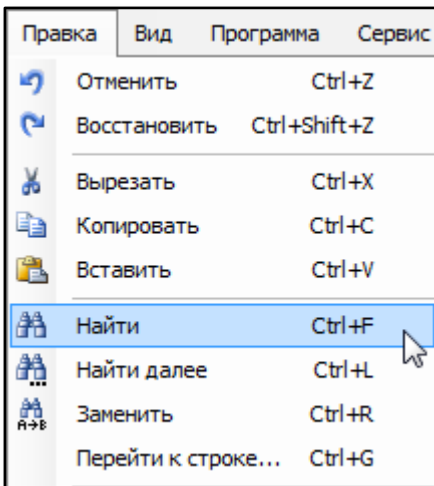 Правка Вид Программа Сервис
Отменить Ctrl+Z
Восстановить Ctrl+Shift+Z
Вырезать Ctrl+X
Копировать Ctrl+C
Вставить Ctrl+V
Найти Ctrl+F
Найти далее Ctrl+L
Заменить Ctrl+R
A→B
Перейти к строке... Ctrl+G